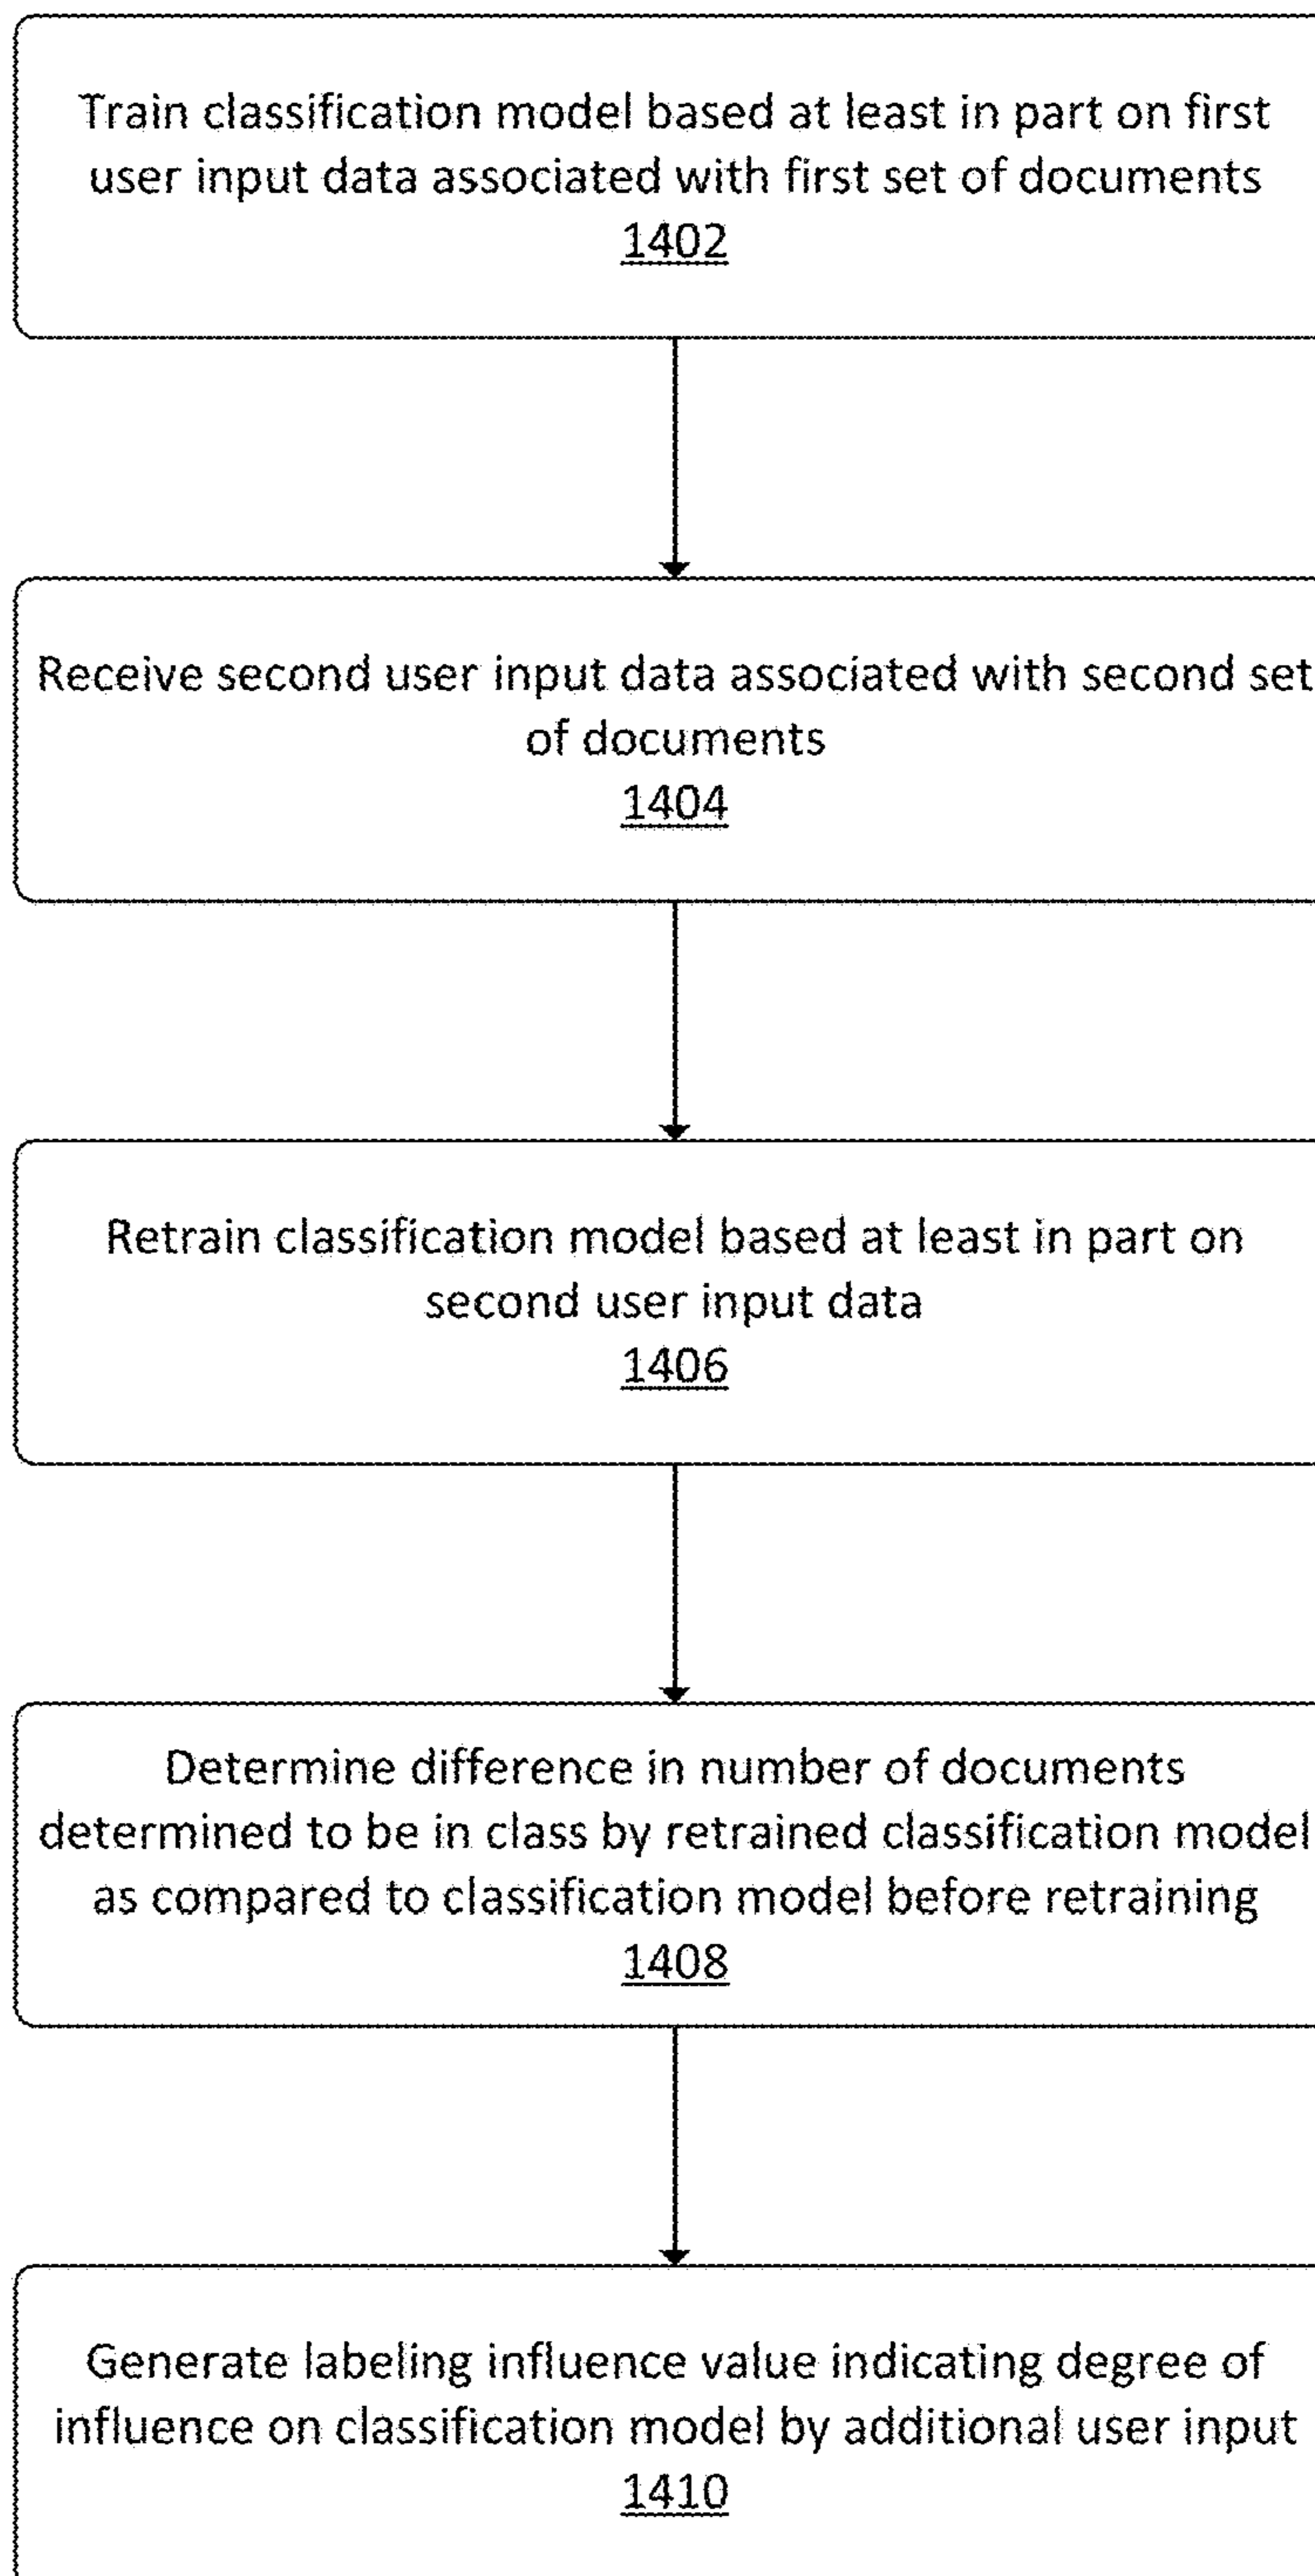 Train classification model based at least in part on first
user input data associated with first set of documents
1402
Receive second user input data associated with second set
of documents
1404
Retrain classification model based at least in part on
second user input data
1406
Determine difference in number of documents
determined to be in class by retrained classification model
as compared to classification model before retraining
1408
Generate labeling influence value indicating degree of
influence on classification model by additional user input
1410